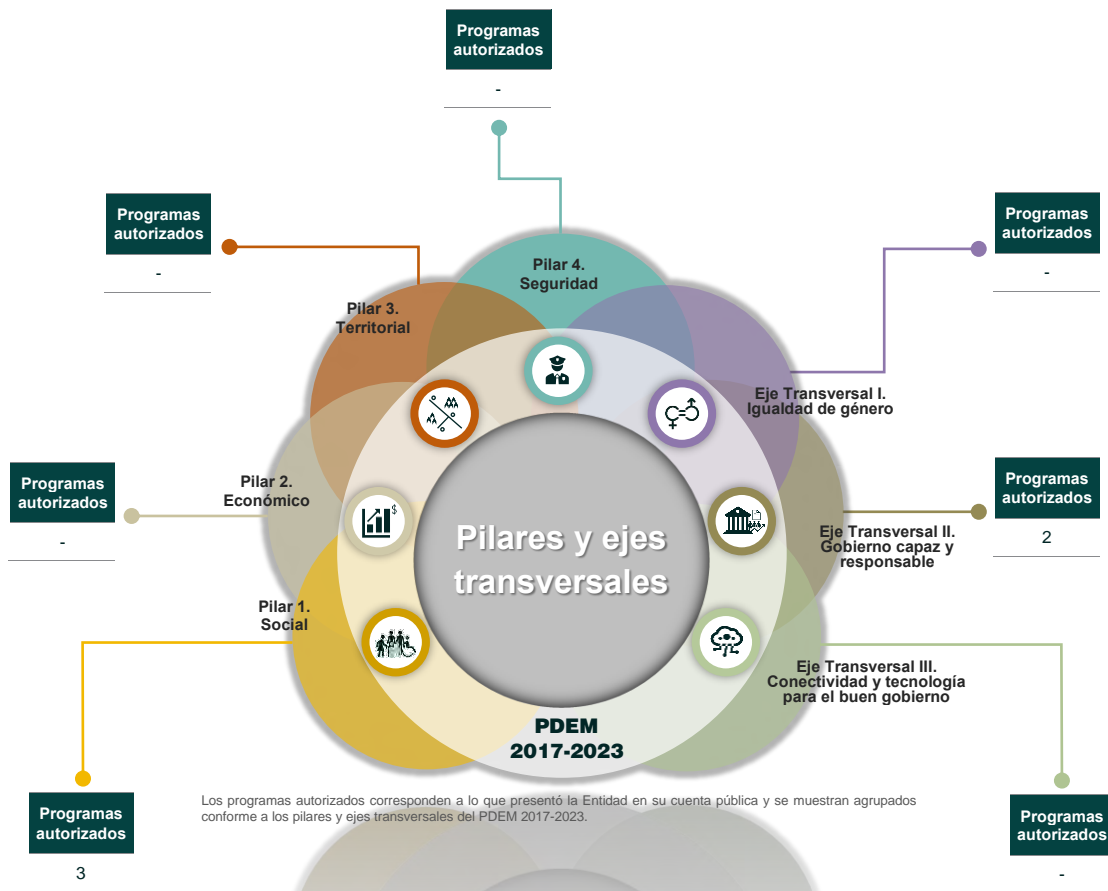 Programas
autorizados
-
Programas
autorizados
-
Programas
autorizados
-
Pilar 4.
Seguridad
Pilar 3.
Territorial
Eje Transversal I.
Igualdad de género
Pilar 2.
Económico
Programas
autorizados
-
Programas
autorizados
2
$
Pilares y ejes
transversales
Eje Transversal II.
Gobierno capaz y
responsable
Pilar 1.
Social
Eje Transversal III.
Conectividad y tecnología
para el buen gobierno
PDEM
2017-2023
Los programas autorizados corresponden a lo que presentó la Entidad en su cuenta pública y se muestran agrupados
conforme a los pilares y ejes transversales del PDEM 2017-2023.
Programas
autorizados
3
Programas
autorizados
-